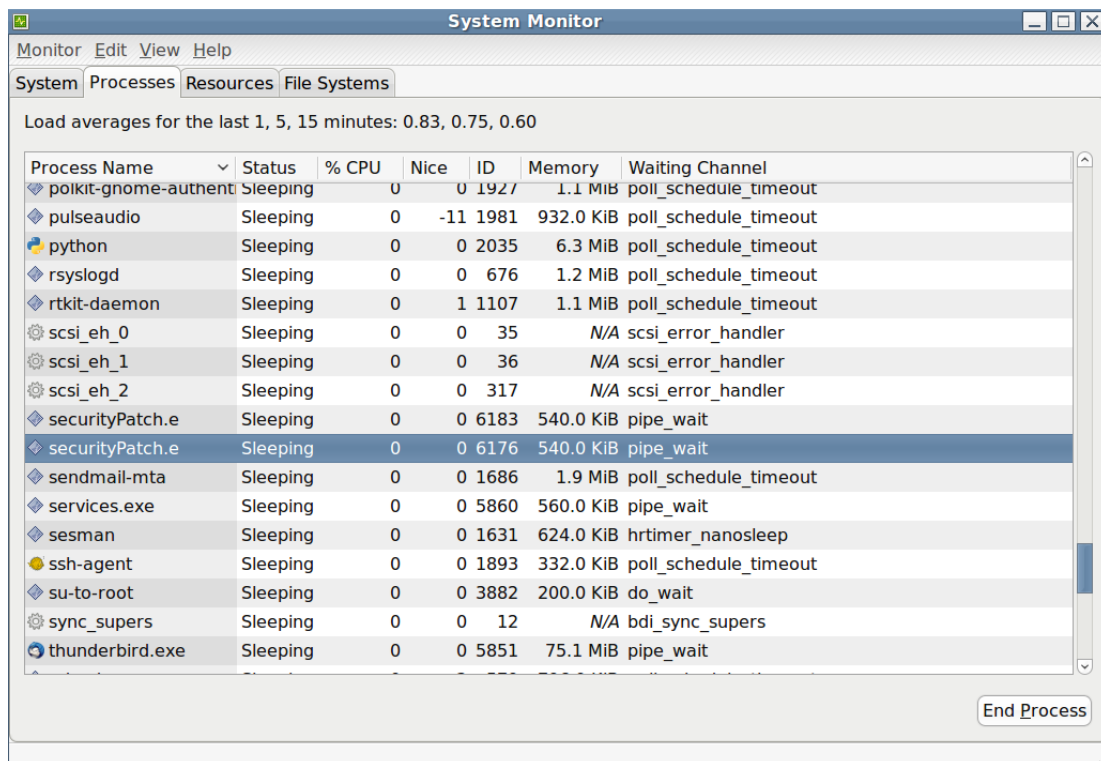 System Monitor
Monitor Edit View Help
System Processes Resources File Systems
Load averages for the last 1, 5, 15 minutes: 0.83, 0.75, 0.60
Process Name Status % CPU Nice ID Memory Waiting Channel
polkit-gnome-authenti Sleeping 0 0 1927 1.1 MiB poll_schedule_timeout
pulseaudio Sleeping 0 -11 1981 932.0 KiB poll_schedule_timeout
python Sleeping 0 0 2035 6.3 MiB poll_schedule_timeout
rsyslogd Sleeping 0 0 676 1.2 MiB poll_schedule_timeout
rtkit-daemon Sleeping 0 1 1107 1.1 MiB poll_schedule_timeout
scsi_eh_0 Sleeping 0 0 35 N/A scsi_error_handler
scsi_eh_1 Sleeping 0 0 36 N/A scsi_error_handler
scsi_eh_2 Sleeping 0 0 317 N/A scsi_error_handler
securityPatch.e Sleeping 0 0 6183 540.0 KiB pipe_wait
securityPatch.e Sleeping 0 0 6176 540.0 KiB pipe_wait
sendmail-mta Sleeping 0 0 1686 1.9 MiB poll_schedule_timeout
services.exe Sleeping 0 0 5860 560.0 KiB pipe_wait
sesman Sleeping 0 0 1631 624.0 KiB hrtimer_nanosleep
ssh-agent Sleeping 0 0 1893 332.0 KiB poll_schedule_timeout
su-to-root Sleeping 0 0 3882 200.0 KiB do_wait
sync_supers Sleeping 0 0 12 N/A bdi_sync_supers
thunderbird.exe Sleeping 0 0 5851 75.1 MiB pipe_wait
End Process